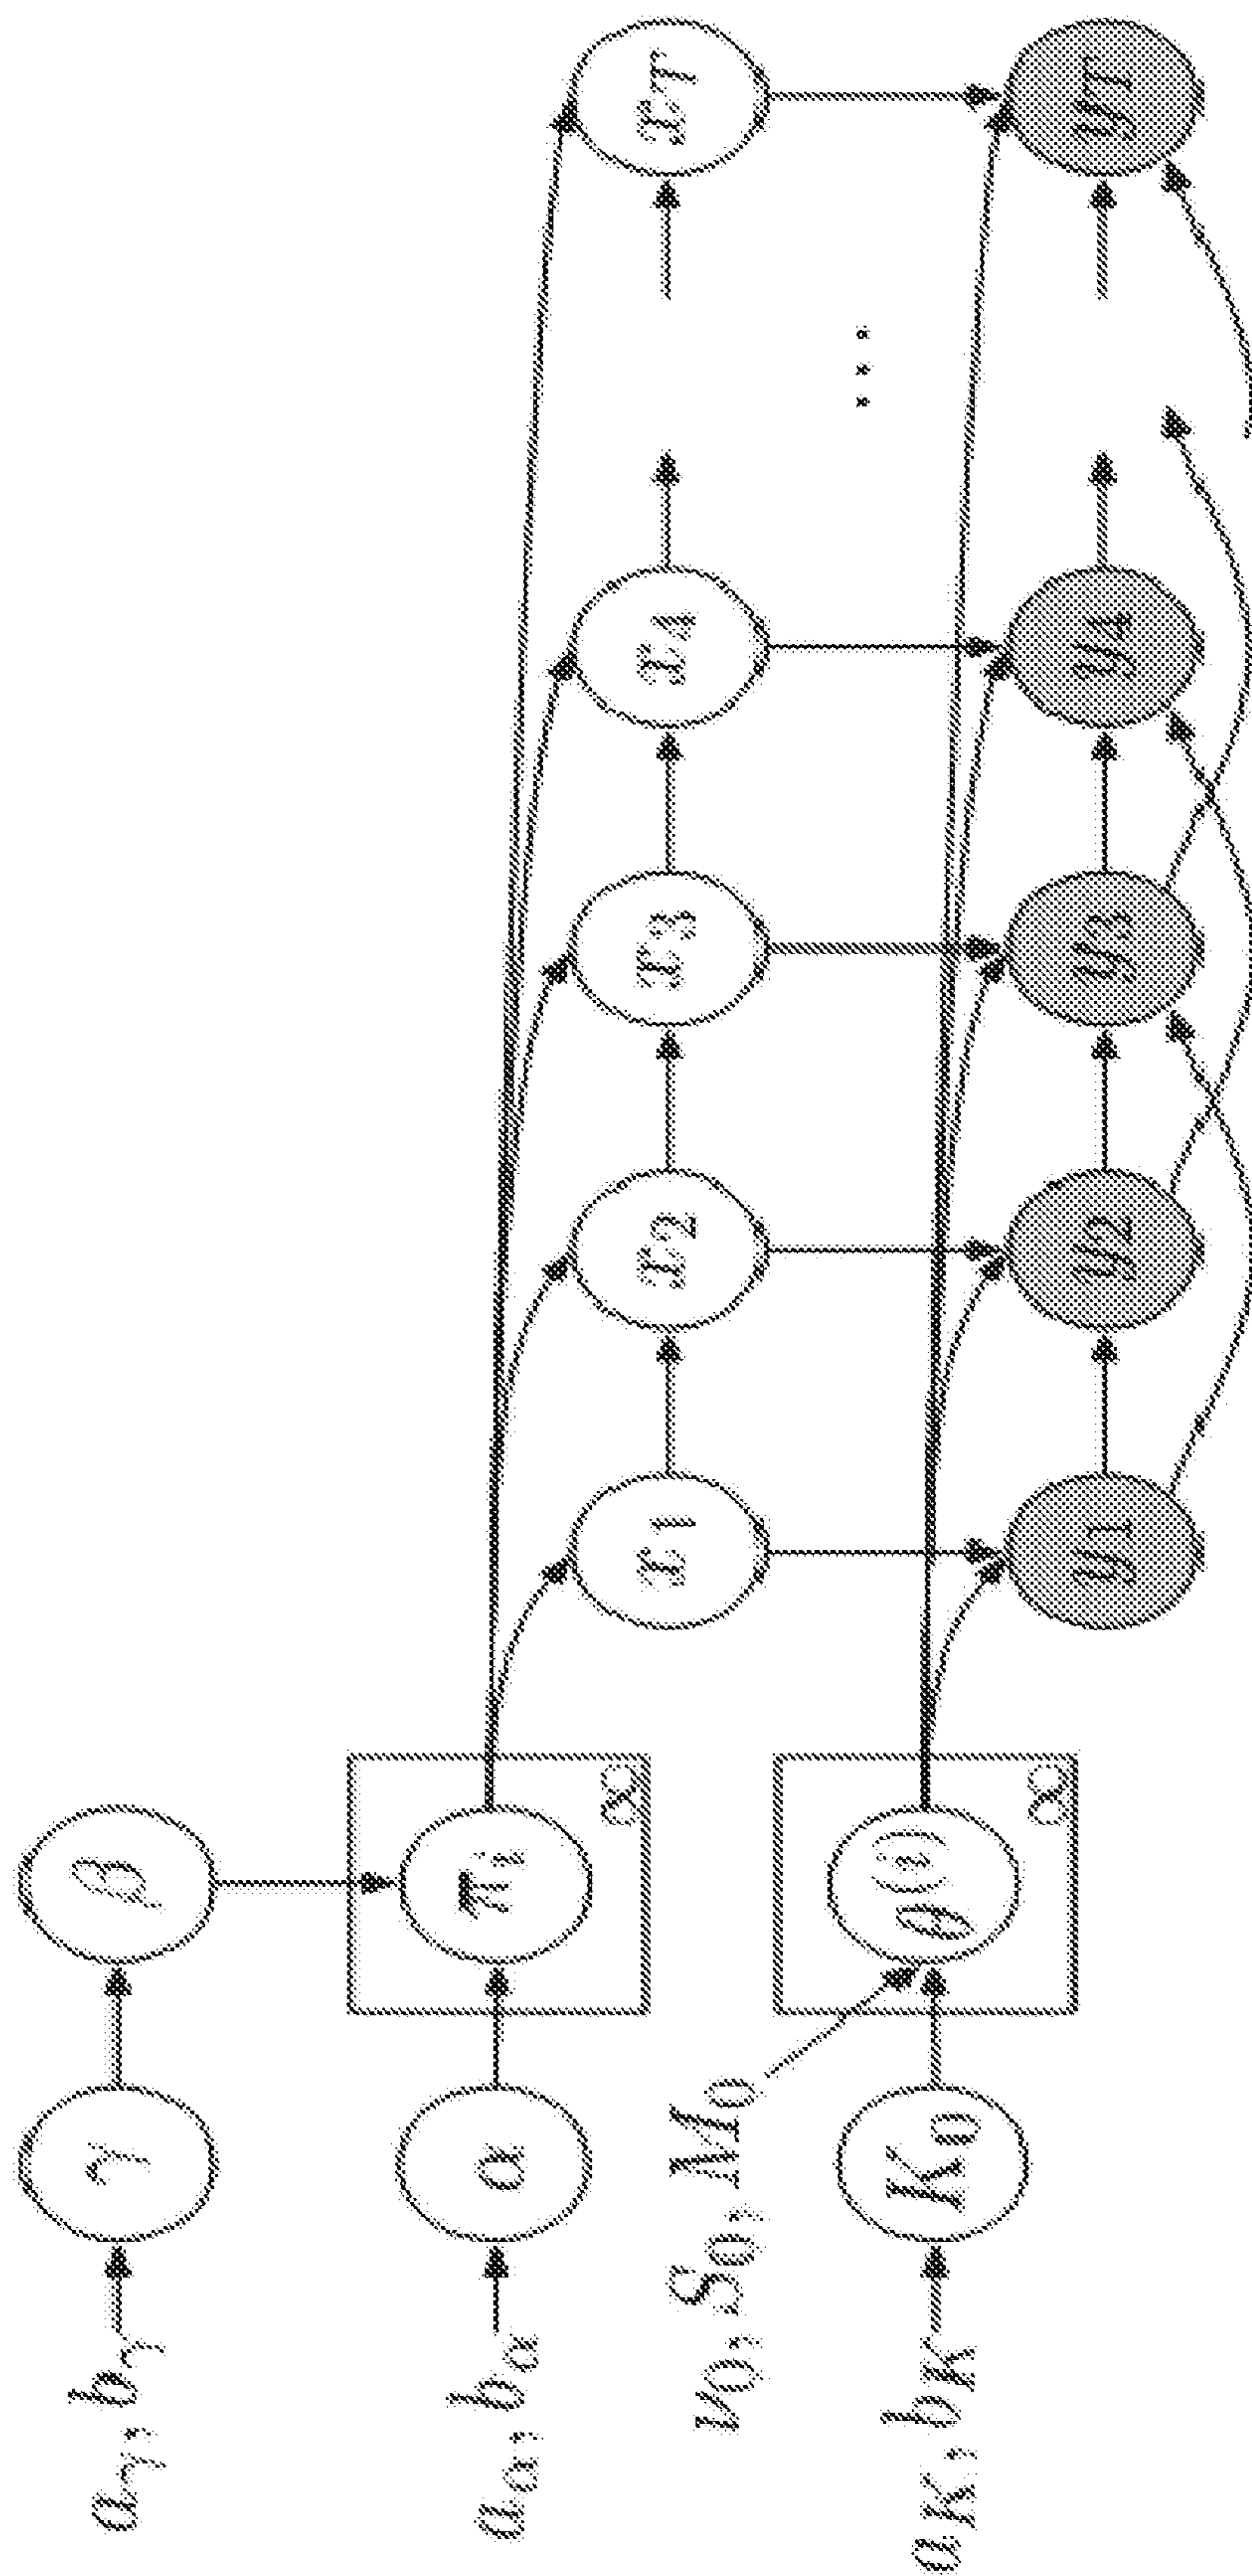 a_γ, b_γ
γ
β
a_α, b_α
α
π_i
∞
x_1
x_2
x_3
x_4
x_T
...
ν_0, S_0, M_0
a_K, b_K
K_0
θ^(i)
∞
y_1
y_2
y_3
y_4
y_T